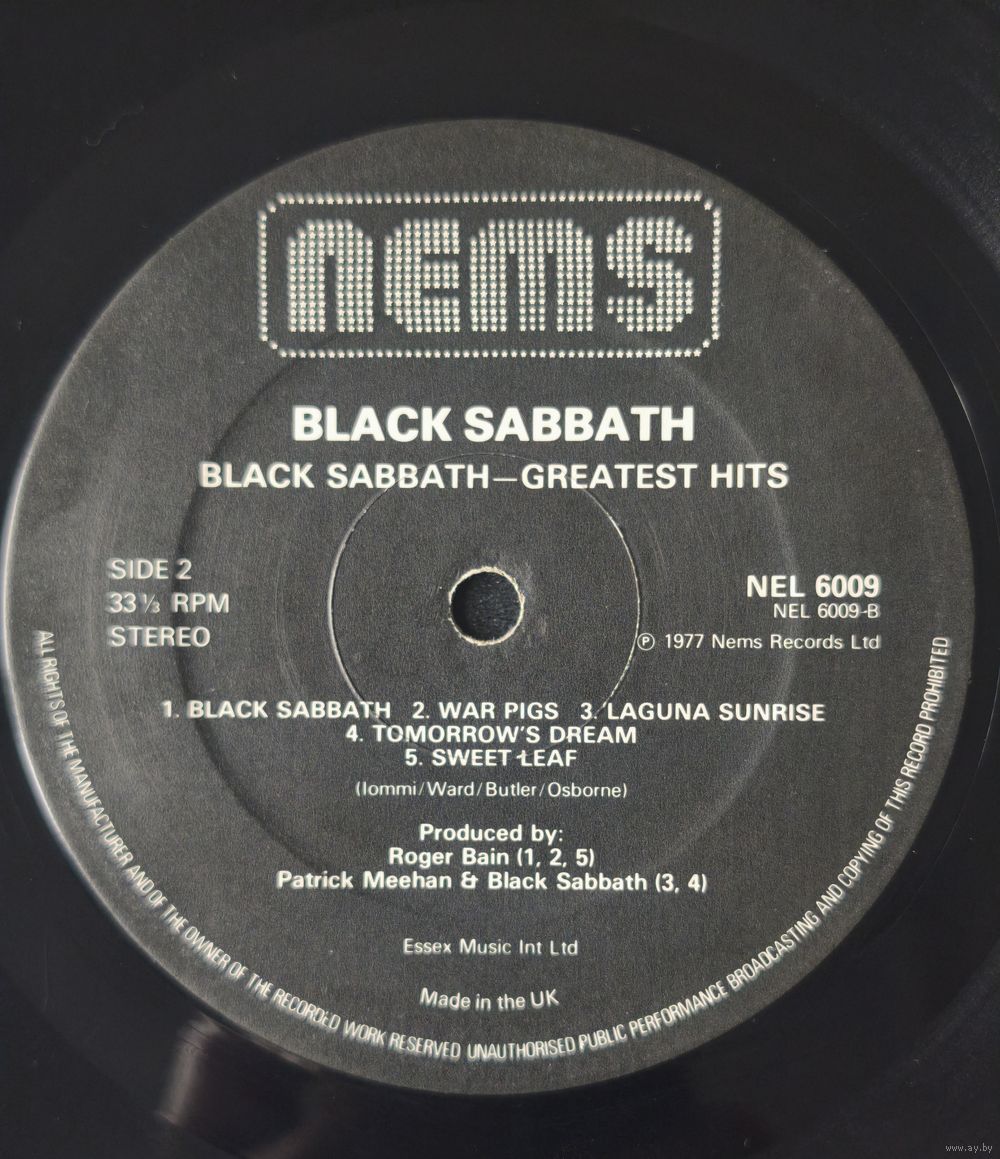 nems
BLACK SABBATH
BLACK SABBATH—GREATEST HITS
SIDE 2
33⅓ RPM
STEREO
NEL 6009
NEL 6009-B
℗ 1977 Nems Records Ltd
1. BLACK SABBATH 2. WAR PIGS 3. LAGUNA SUNRISE
4. TOMORROW'S DREAM
5. SWEET LEAF
(Iommi/Ward/Butler/Osborne)
Produced by:
Roger Bain (1, 2, 5)
Patrick Meehan & Black Sabbath (3, 4)
Essex Music Int Ltd
Made in the UK
ALL RIGHTS OF THE MANUFACTURER AND OF THE OWNER OF THE RECORDED WORK RESERVED UNAUTHORISED PUBLIC PERFORMANCE BROADCASTING AND COPYING OF THIS RECORD PROHIBITED
www.ay.by